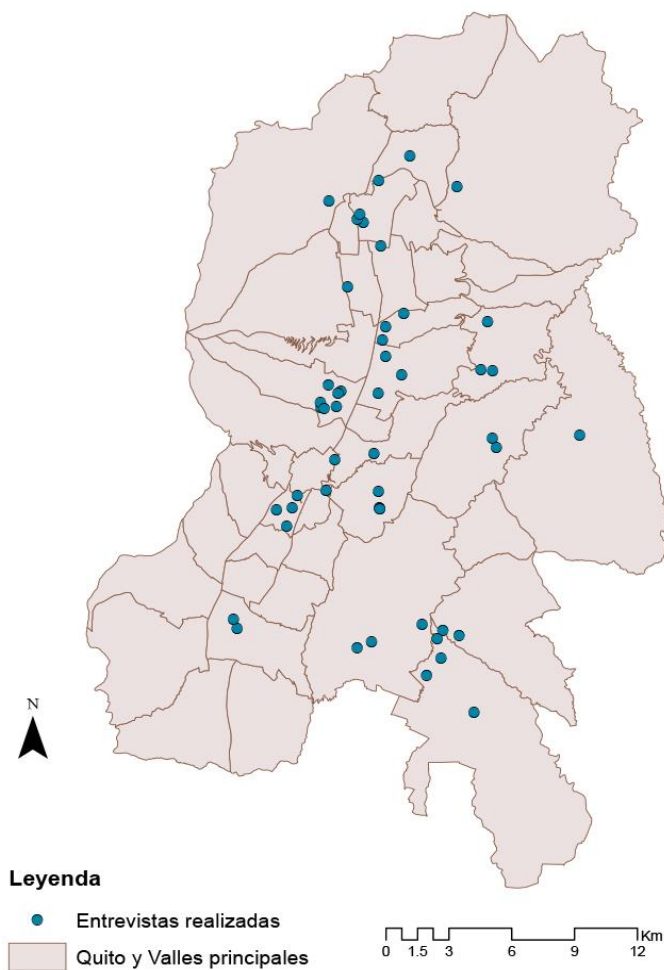 N
Leyenda
Entrevistas realizadas
Quito y Valles principales
Km
0 1.5 3 6 9 12